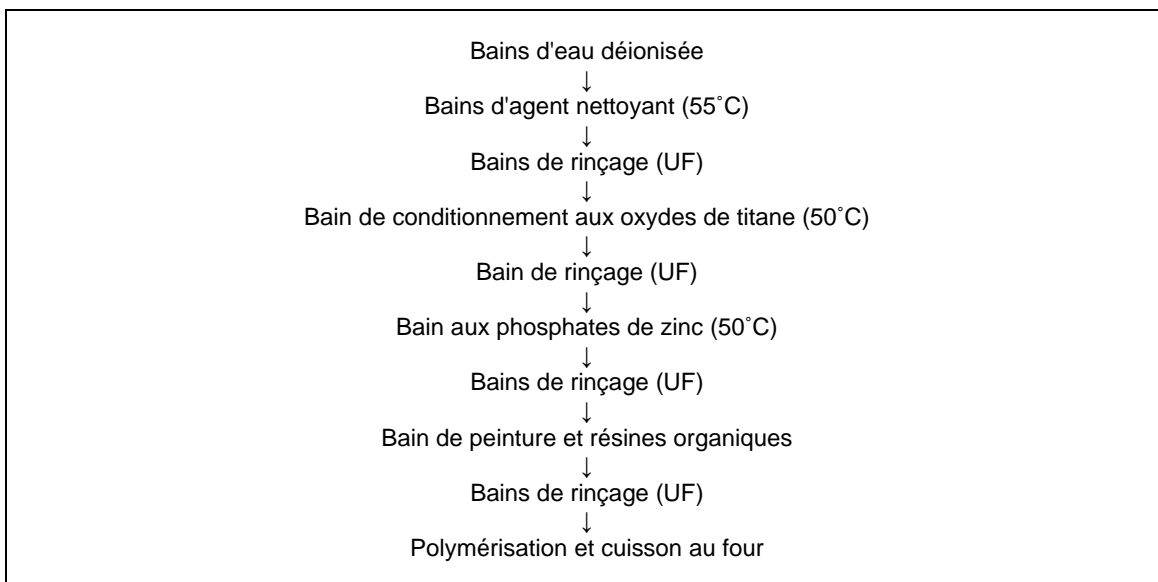 Bains d'eau déionisée
↓
Bains d'agent nettoyant (55˚C)
↓
Bains de rinçage (UF)
↓
Bain de conditionnement aux oxydes de titane (50˚C)
↓
Bain de rinçage (UF)
↓
Bain aux phosphates de zinc (50˚C)
↓
Bains de rinçage (UF)
↓
Bain de peinture et résines organiques
↓
Bains de rinçage (UF)
↓
Polymérisation et cuisson au four